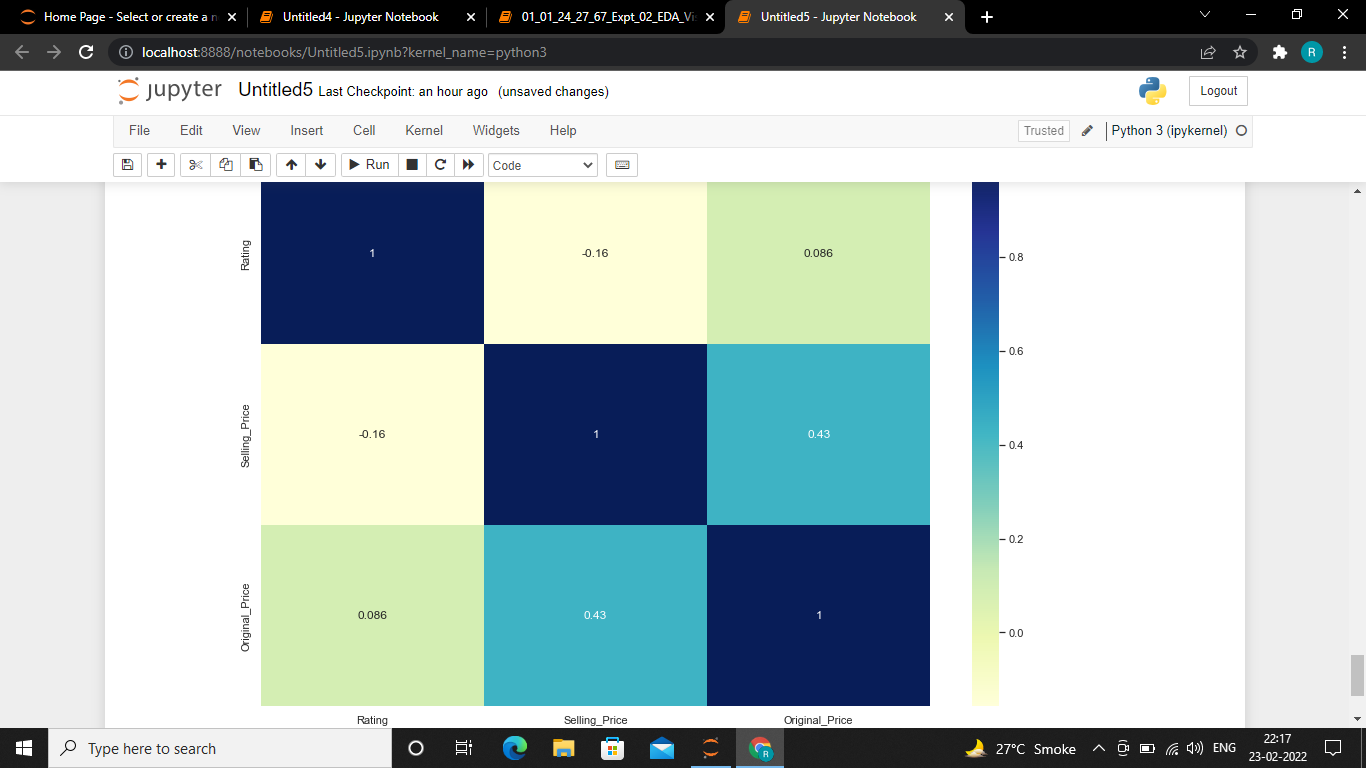 Home Page - Select or create a n
Untitled4 - Jupyter Notebook
01_01_24_27_67_Expt_02_EDA_Vi
Untitled5 - Jupyter Notebook
localhost:8888/notebooks/Untitled5.ipynb?kernel_name=python3
R
jupyter Untitled5 Last Checkpoint: an hour ago (unsaved changes)
Logout
File Edit View Insert Cell Kernel Widgets Help
Trusted
Python 3 (ipykernel)
Run
Code
Rating
1 -0.16 0.086
0.8
0.6
Selling_Price
-0.16 1 0.43
0.4
0.2
Original_Price
0.086 0.43 1
0.0
Rating Selling_Price Original_Price
Type here to search
R
27°C Smoke
ENG
22:17
23-02-2022